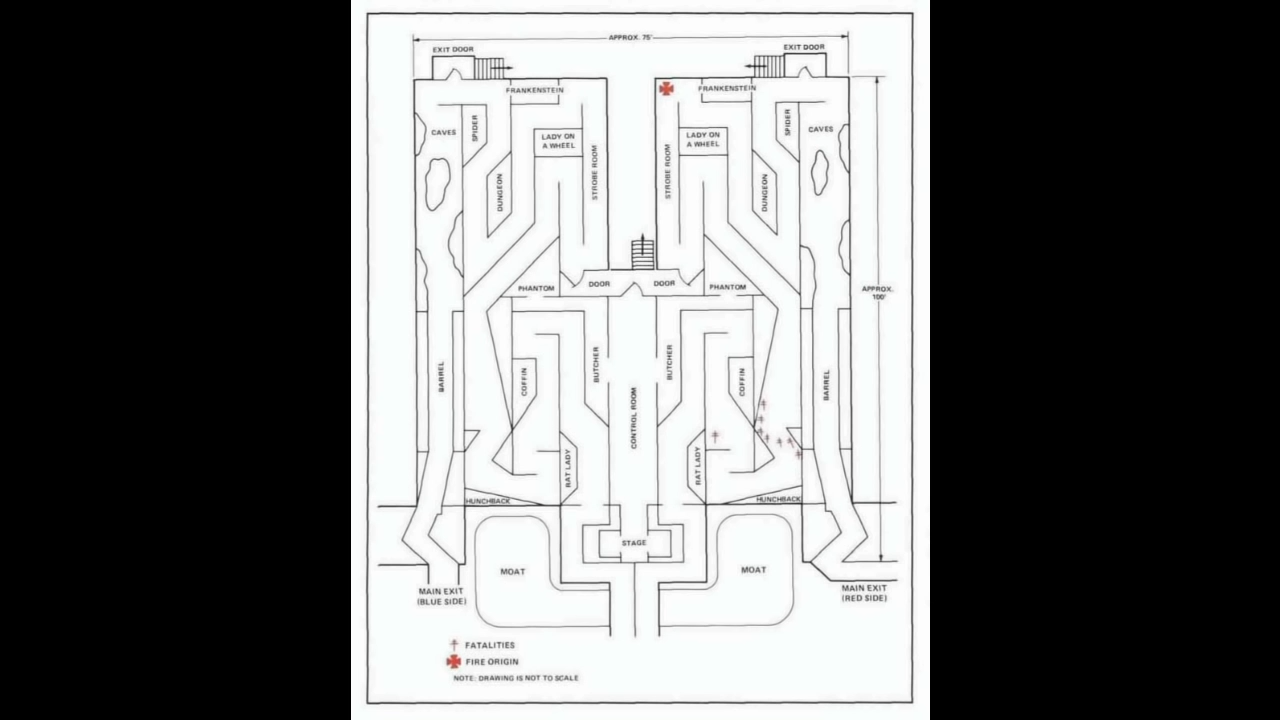 APPROX. 75'
EXIT DOOR
EXIT DOOR
FRANKENSTEIN
FRANKENSTEIN
CAVES
SPIDER
LADY ON
A WHEEL
STROBE ROOM
STROBE ROOM
LADY ON
A WHEEL
SPIDER
CAVES
DUNGEON
DUNGEON
PHANTOM
DOOR
DOOR
PHANTOM
APPROX.
100'
BARREL
COFFIN
BUTCHER
CONTROL ROOM
BUTCHER
COFFIN
BARREL
RAT LADY
RAT LADY
HUNCHBACK
HUNCHBACK
STAGE
MOAT
MOAT
MAIN EXIT
(BLUE SIDE)
MAIN EXIT
(RED SIDE)
FATALITIES
FIRE ORIGIN
NOTE: DRAWING IS NOT TO SCALE